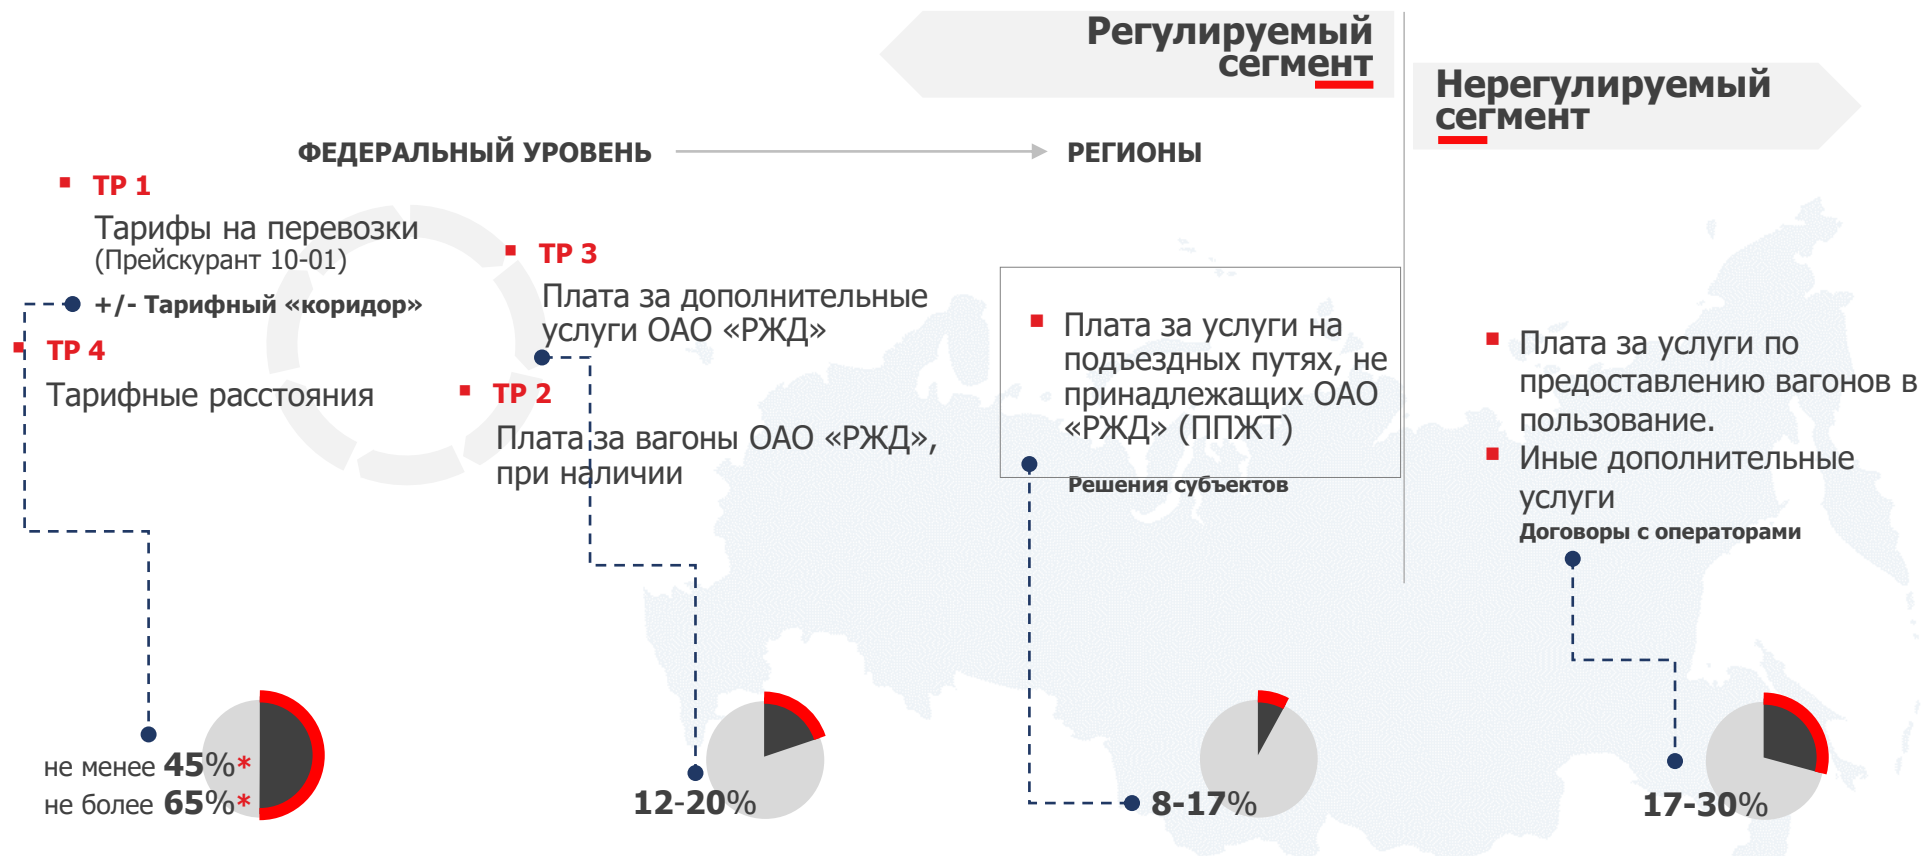 Регулируемый
сегмент
Нерегулируемый
сегмент
ФЕДЕРАЛЬНЫЙ УРОВЕНЬ
РЕГИОНЫ
ТР 1
Тарифы на перевозки
(Прейскурант 10-01)
+/- Тарифный «коридор»
ТР 4
Тарифные расстояния
ТР 3
Плата за дополнительные
услуги ОАО «РЖД»
ТР 2
Плата за вагоны ОАО «РЖД»,
при наличии
Плата за услуги на
подъездных путях, не
принадлежащих ОАО
«РЖД» (ППЖТ)
Решения субъектов
Плата за услуги по
предоставлению вагонов в
пользование.
Иные дополнительные
услуги
Договоры с операторами
не менее 45%*
не более 65%*
12-20%
8-17%
17-30%